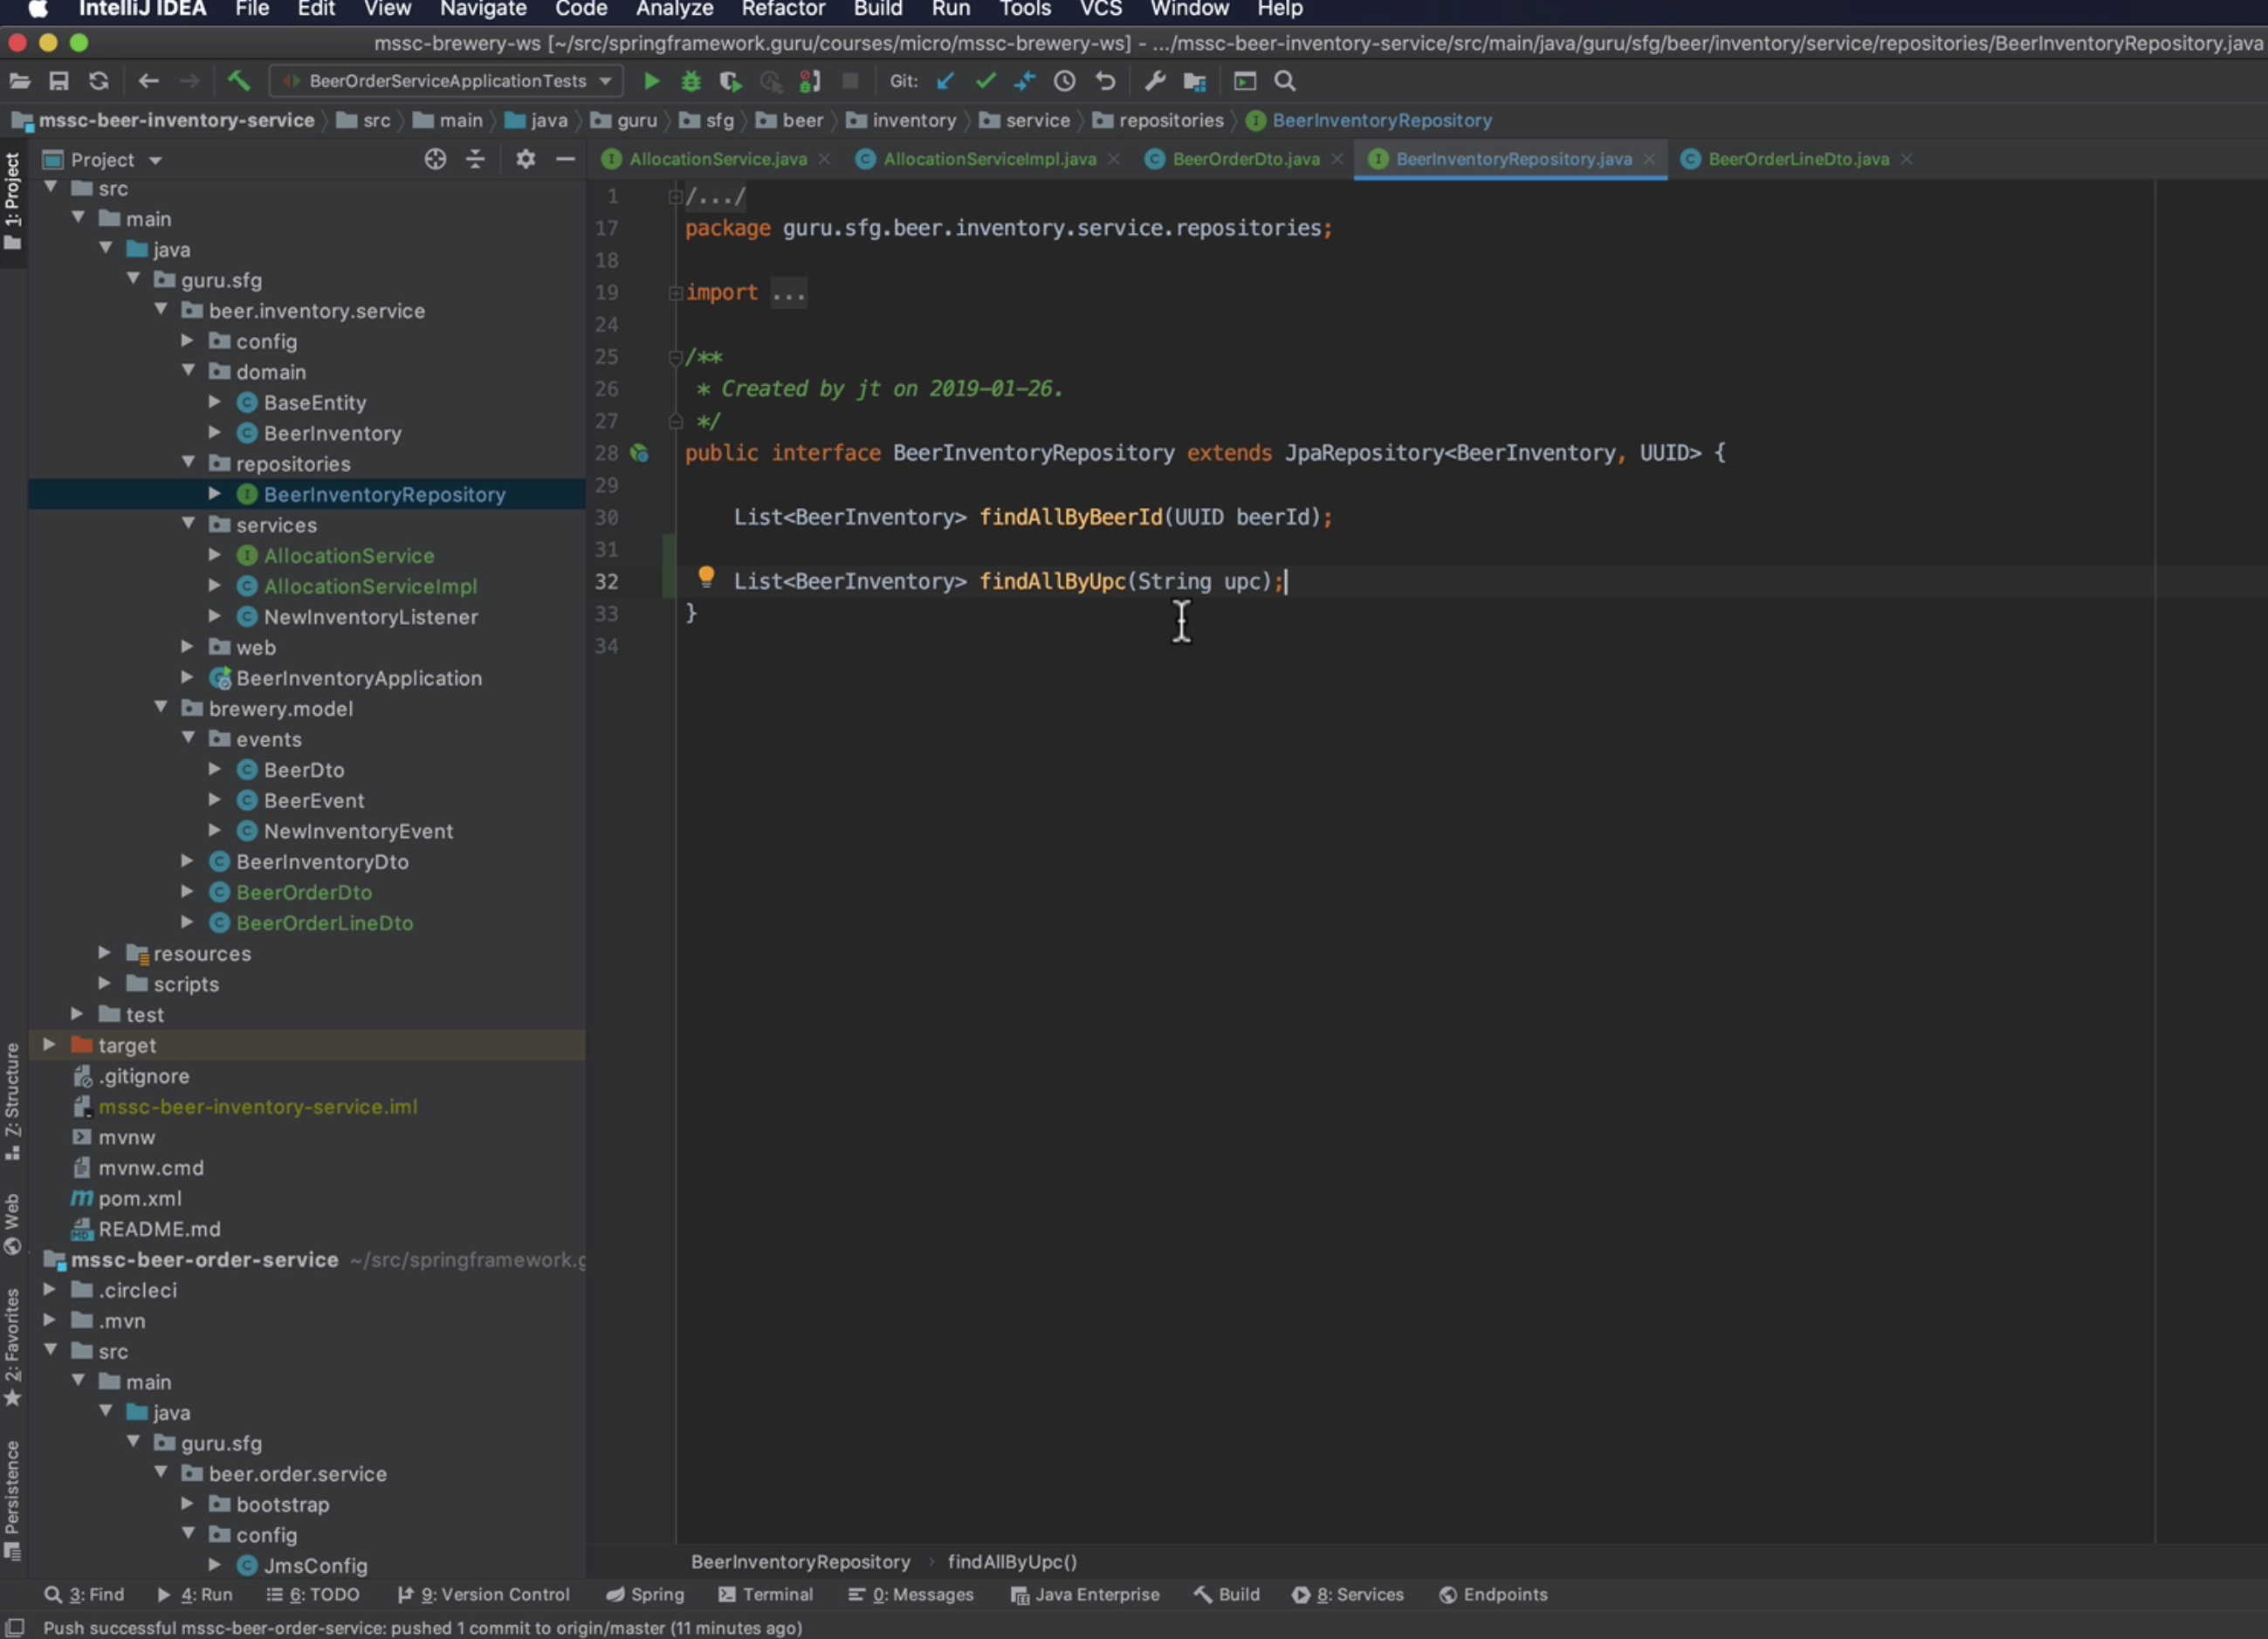 IntelliJ IDEA File Edit View Navigate Code Analyze Refactor Build Run Tools VCS Window Help
mssc-brewery-ws [~/src/springframework.guru/courses/micro/mssc-brewery-ws] - .../mssc-beer-inventory-service/src/main/java/guru/sfg/beer/inventory/service/repositories/BeerInventoryRepository.java
BeerOrderServiceApplicationTests Git:
mssc-beer-inventory-service src main java guru sfg beer inventory service repositories BeerInventoryRepository
Project AllocationService.java AllocationServiceImpl.java BeerOrderDto.java BeerInventoryRepository.java BeerOrderLineDto.java
1: Project
Z: Structure
Web
2: Favorites
Persistence
src
main
java
guru.sfg
beer.inventory.service
config
domain
BaseEntity
BeerInventory
repositories
BeerInventoryRepository
services
AllocationService
AllocationServiceImpl
NewInventoryListener
web
BeerInventoryApplication
brewery.model
events
BeerDto
BeerEvent
NewInventoryEvent
BeerInventoryDto
BeerOrderDto
BeerOrderLineDto
resources
scripts
test
target
.gitignore
mssc-beer-inventory-service.iml
mvnw
mvnw.cmd
pom.xml
README.md
mssc-beer-order-service ~/src/springframework.g
.circleci
.mvn
src
main
java
guru.sfg
beer.order.service
bootstrap
config
JmsConfig
1 /.../
17 package guru.sfg.beer.inventory.service.repositories;
18
19 import ...
24
25 /**
26 * Created by jt on 2019-01-26.
27 */
28 public interface BeerInventoryRepository extends JpaRepository<BeerInventory, UUID> {
29
30 List<BeerInventory> findAllByBeerId(UUID beerId);
31
32 List<BeerInventory> findAllByUpc(String upc);
33 }
34
BeerInventoryRepository › findAllByUpc()
3: Find 4: Run 6: TODO 9: Version Control Spring Terminal 0: Messages Java Enterprise Build 8: Services Endpoints
Push successful mssc-beer-order-service: pushed 1 commit to origin/master (11 minutes ago)